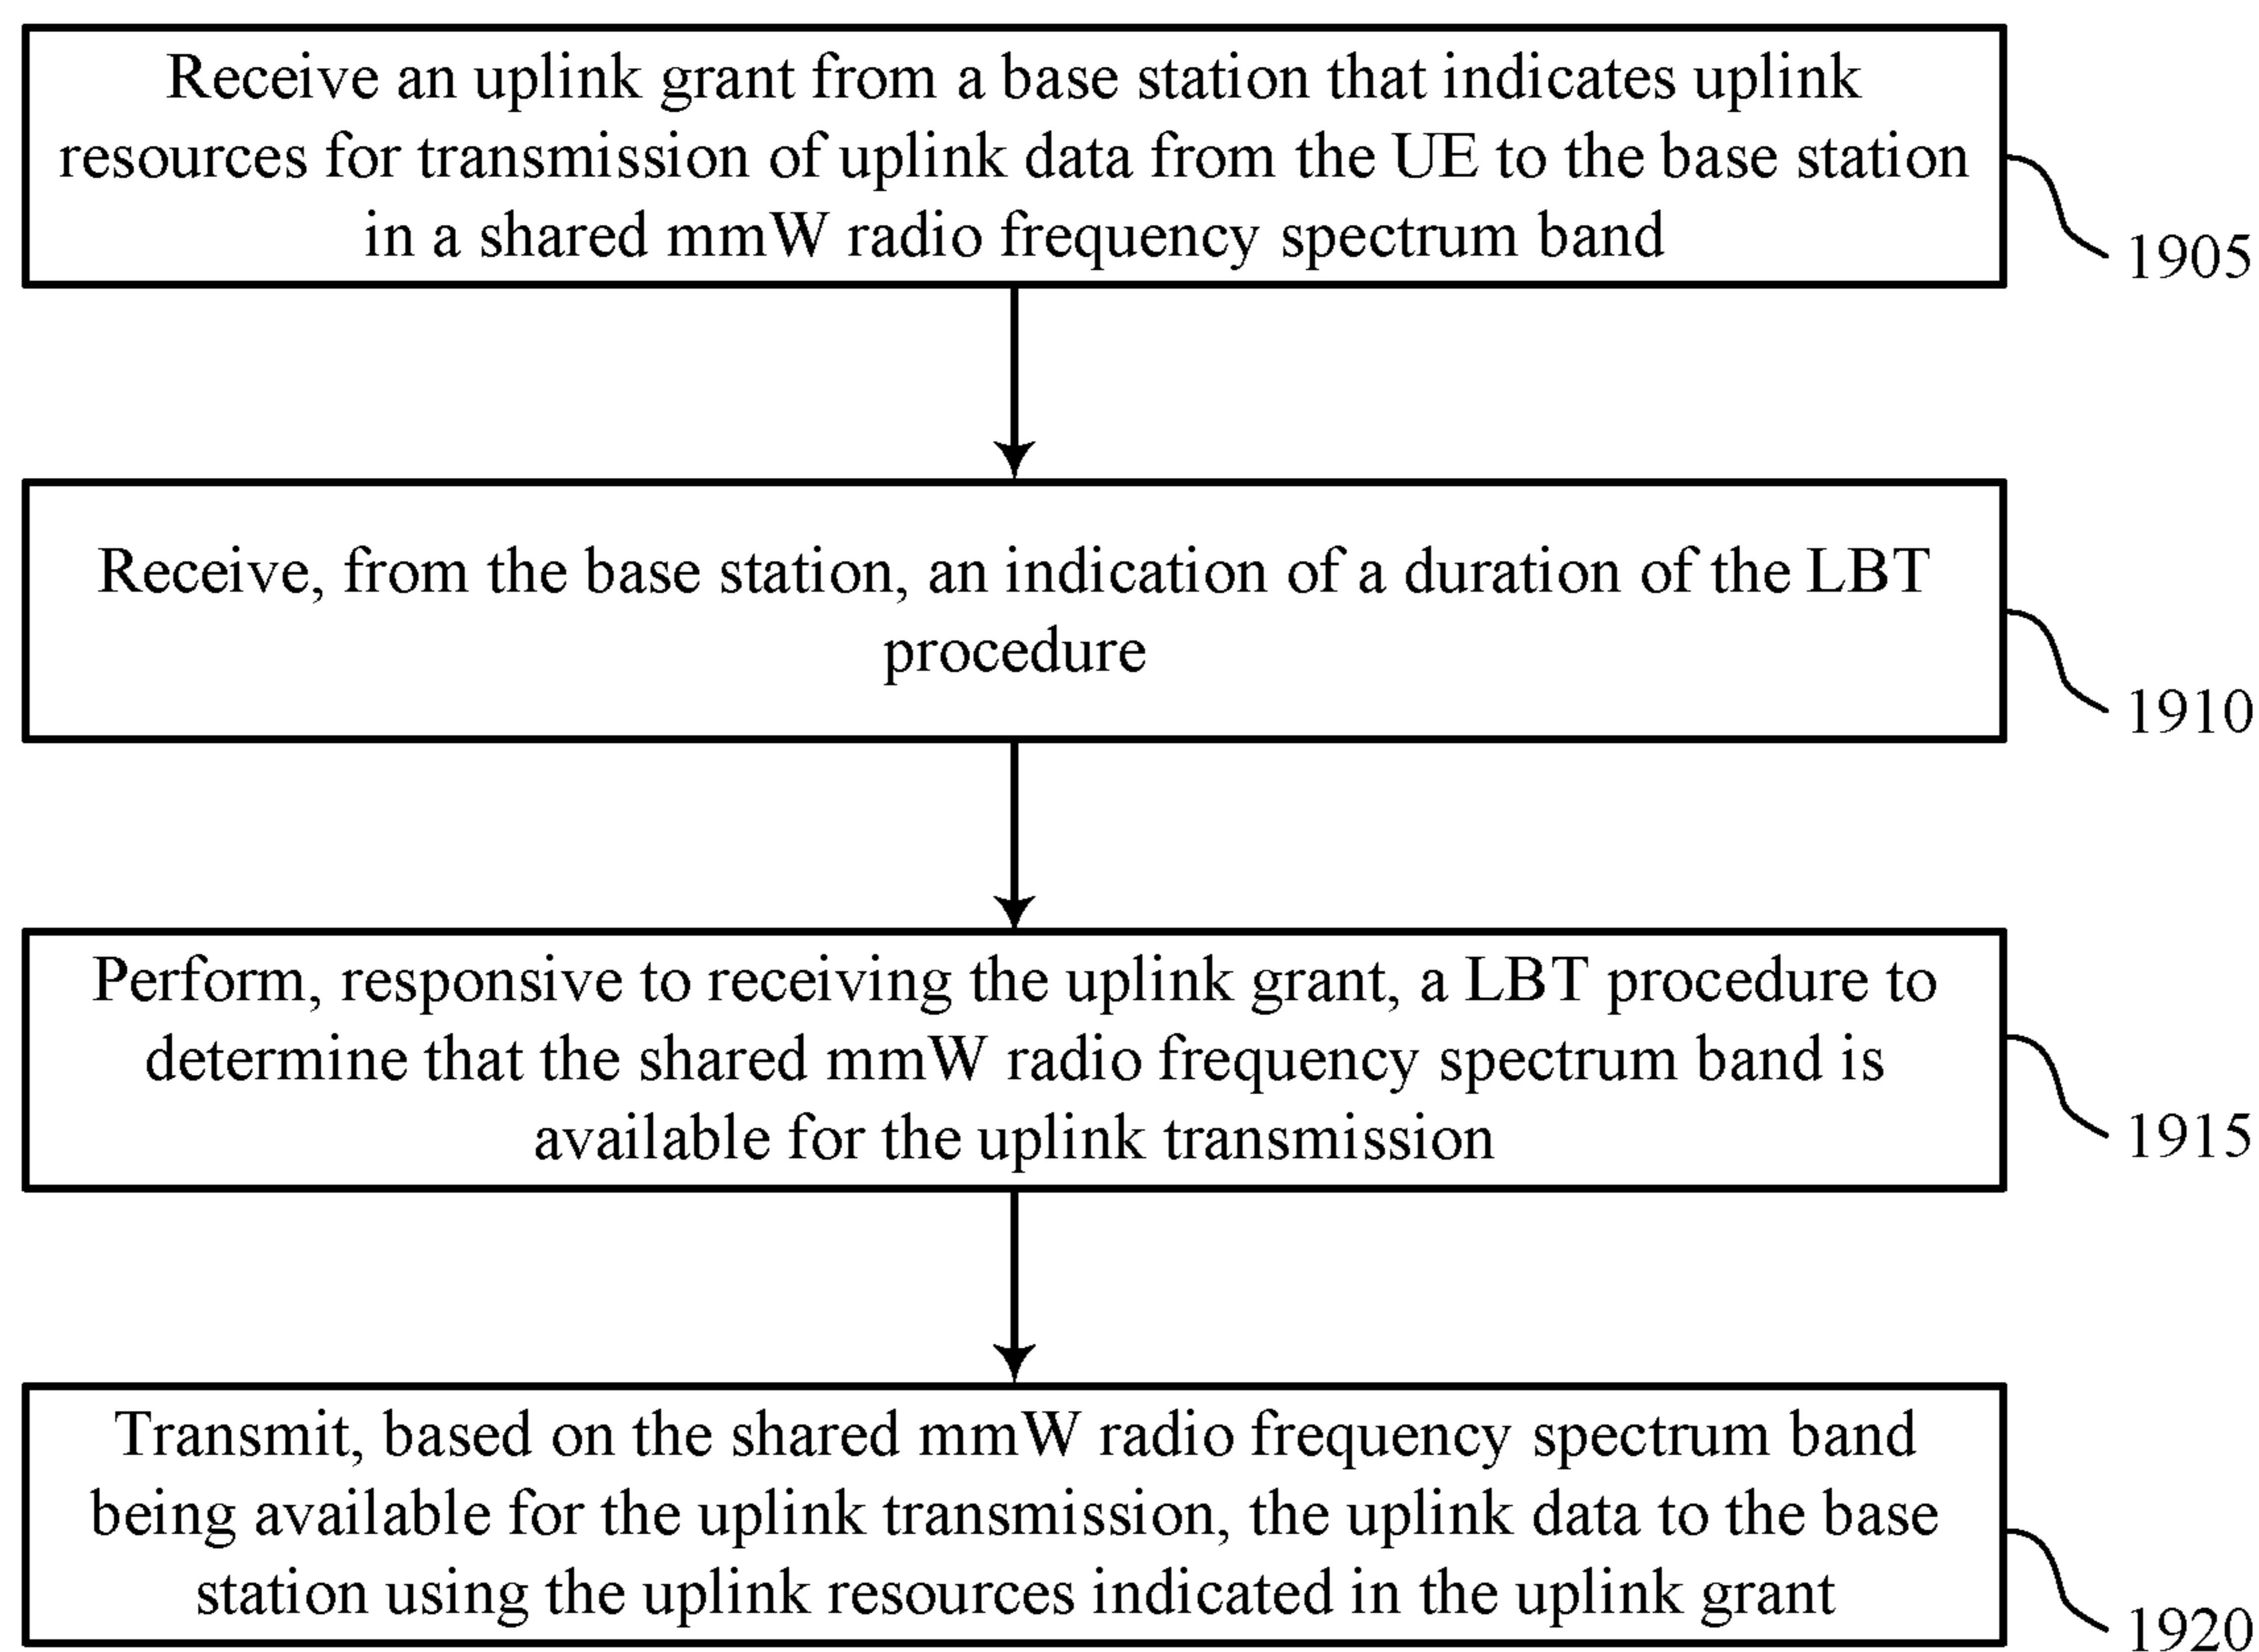 Receive an uplink grant from a base station that indicates uplink
resources for transmission of uplink data from the UE to the base station
in a shared mmW radio frequency spectrum band
1905
Receive, from the base station, an indication of a duration of the LBT
procedure
1910
Perform, responsive to receiving the uplink grant, a LBT procedure to
determine that the shared mmW radio frequency spectrum band is
available for the uplink transmission
1915
Transmit, based on the shared mmW radio frequency spectrum band
being available for the uplink transmission, the uplink data to the base
station using the uplink resources indicated in the uplink grant
1920